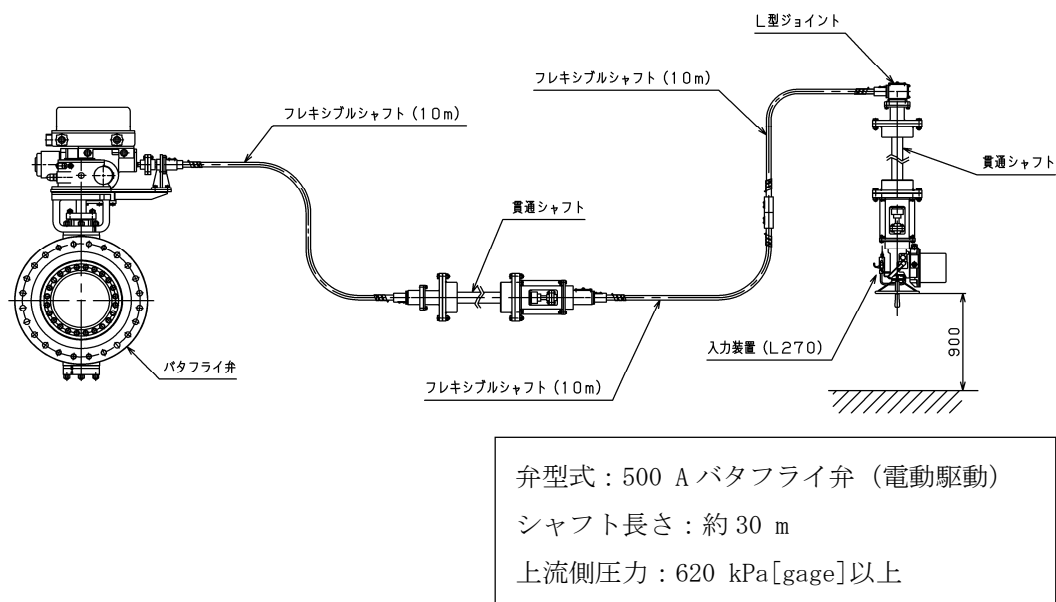 L型ジョイント
フレキシブルシャフト(10m)
フレキシブルシャフト(10m)
貫通シャフト
貫通シャフト
入力装置(L270)
900
バタフライ弁
フレキシブルシャフト(10m)
弁型式:500 A バタフライ弁(電動駆動)
シャフト長さ:約 30 m
上流側圧力:620 kPa[gage]以上